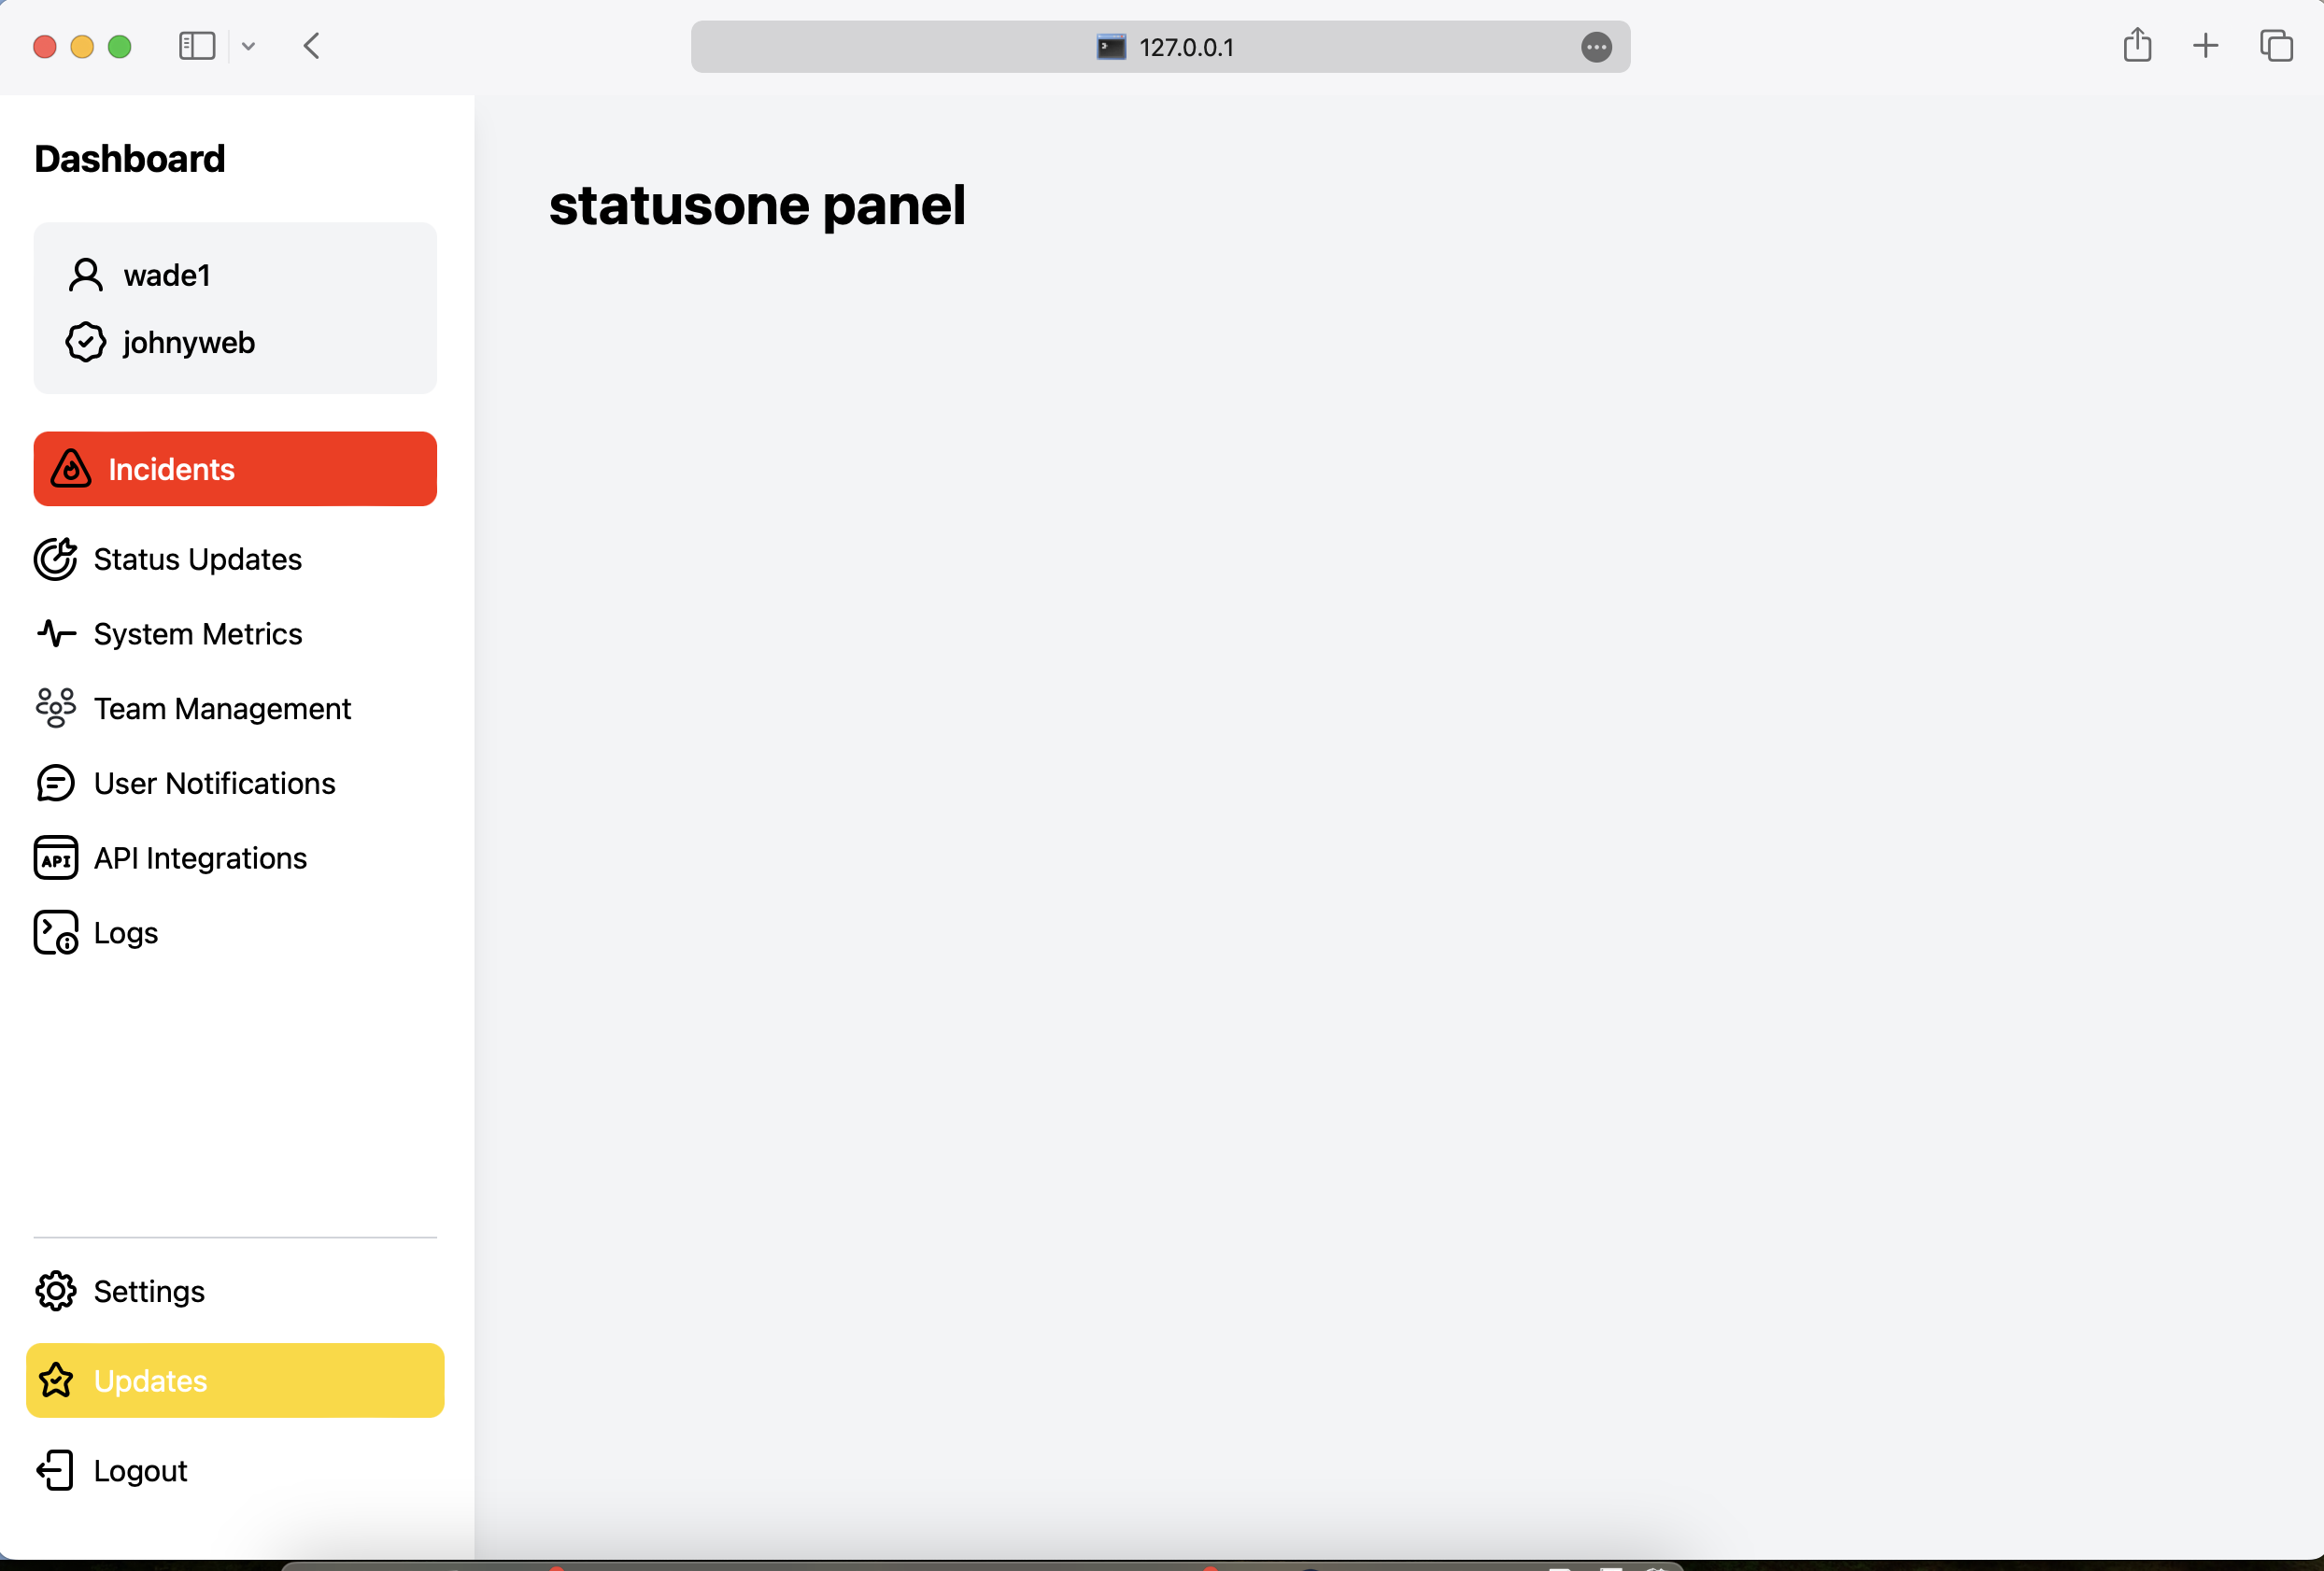 127.0.0.1
Dashboard
statusone panel
wade1
johnyweb
Incidents
Status Updates
System Metrics
Team Management
User Notifications
API
API Integrations
Logs
Settings
Updates
Logout